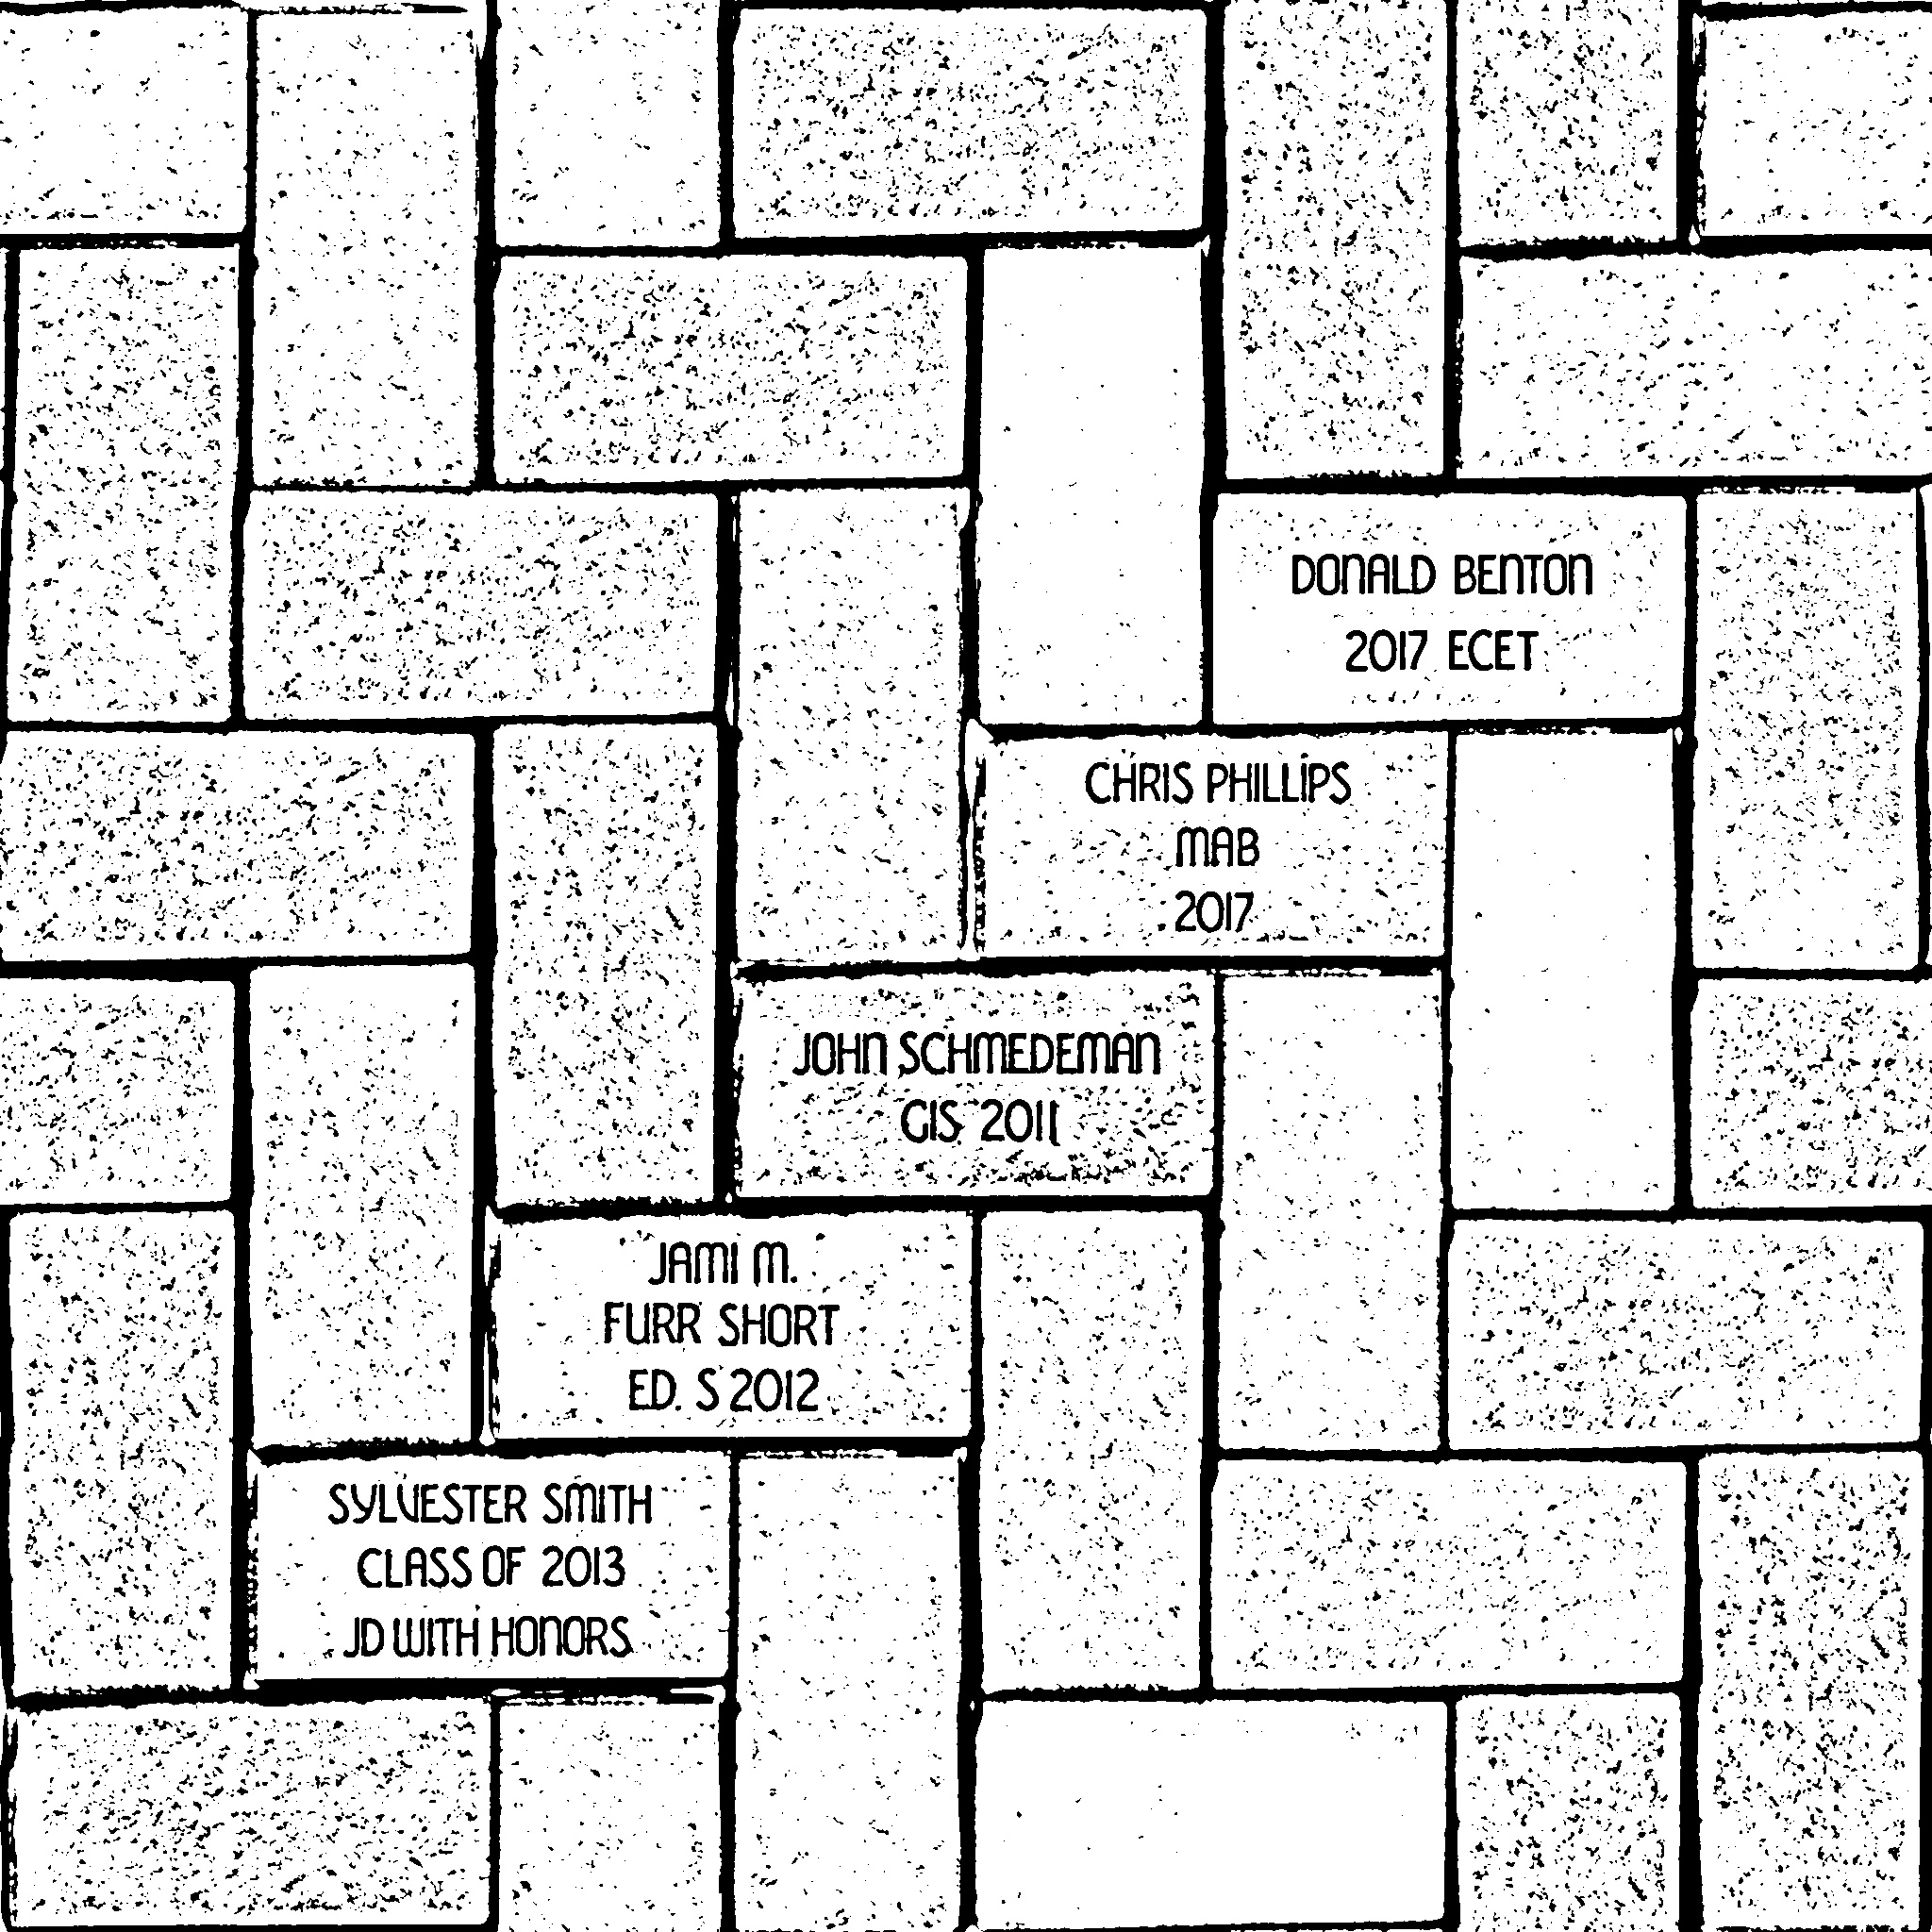 DONALD BENTON
2017 ECET
CHRIS PHILLIPS
MAB
2017
JOHN SCHMEDEMAN
GIS 2011
JAMI M.
FURR SHORT
ED. S 2012
SYLVESTER SMITH
CLASS OF 2013
JD WITH HONORS